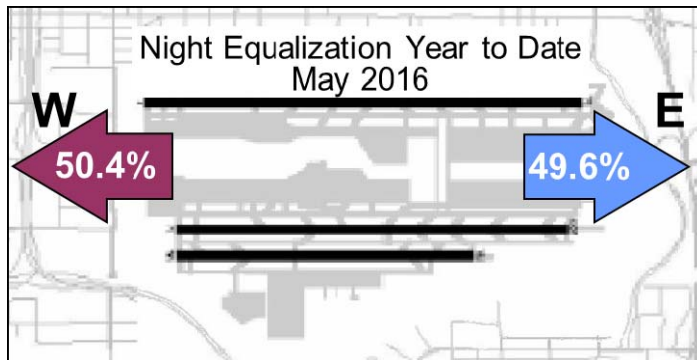 Night Equalization Year to Date
May 2016
W
E
50.4%
49.6%